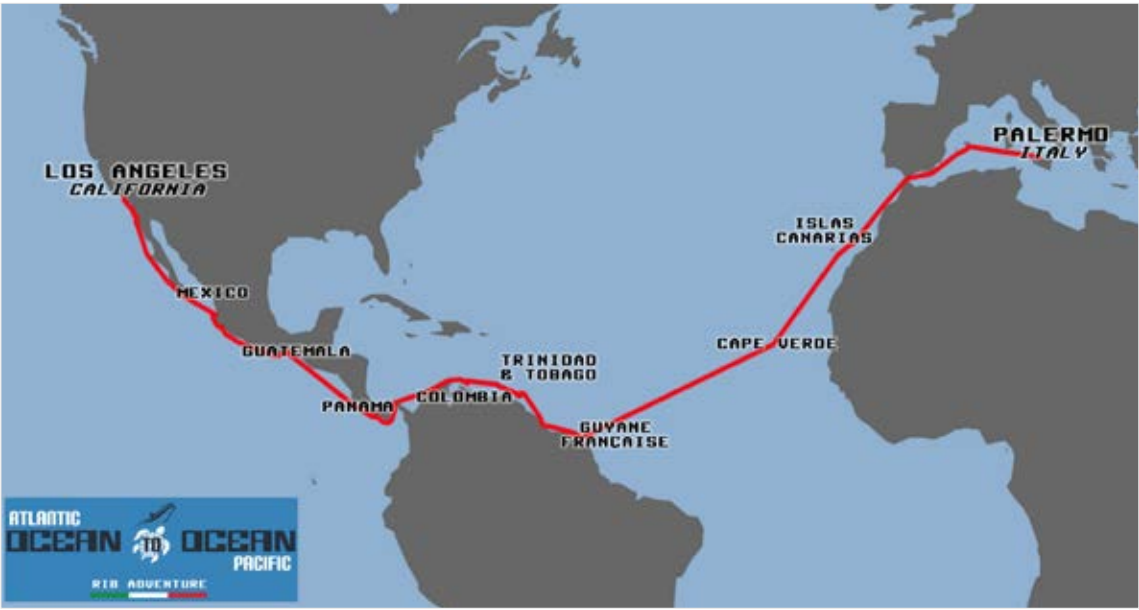 PALERMO
ITALY
LOS ANGELES
CALIFORNIA
ISLAS
CANARIAS
MEXICO
CAPE VERDE
GUATEMALA
TRINIDAD
& TOBAGO
COLOMBIA
PANAMA
GUYANE
FRANCAISE
ATLANTIC
OCEAN TO OCEAN
PACIFIC
RIB ADVENTURE